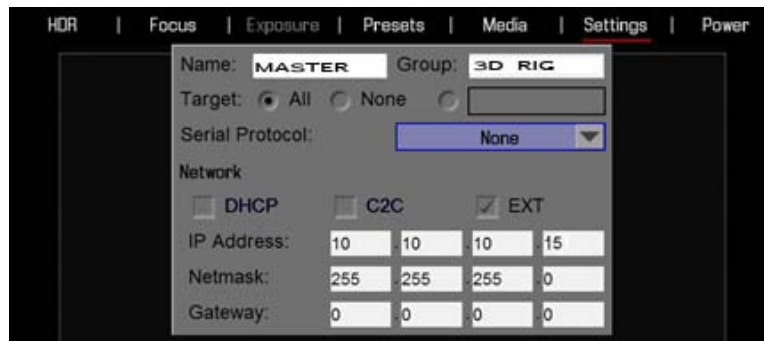 HDR | Focus | Exposure | Presets | Media | Settings | Power
Name: MASTER Group: 3D RIG
Target: All None
Serial Protocol: None
Network
DHCP C2C EXT
IP Address: 10 . 10 . 10 . 15
Netmask: 255 . 255 . 255 . 0
Gateway: 0 . 0 . 0 . 0